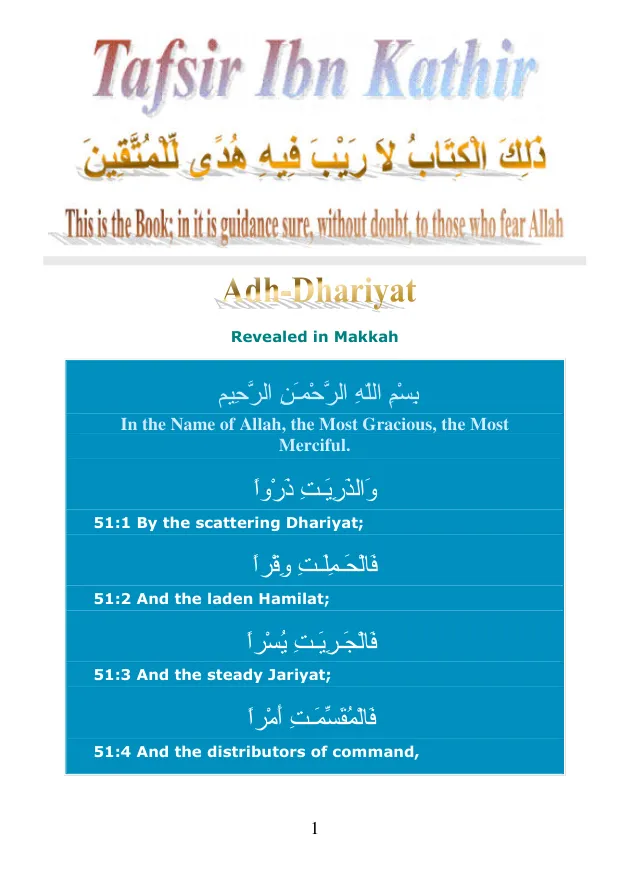 Tafsir Ibn Kathir
ذَلِكَ الْكِتَابُ لاَ رَيْبَ فِيهِ هُدًى لِّلْمُتَّقِينَ
This is the Book; in it is guidance sure, without doubt, to those who fear Allah
Adh-Dhariyat
Revealed in Makkah
بِسْمِ اللَّهِ الرَّحْمَـنِ الرَّحِيمِ
In the Name of Allah, the Most Gracious, the Most
Merciful.
وَالذَرِيَـتِ ذَرْواً
51:1 By the scattering Dhariyat;
فَالْحَـمِلَـتِ وِقْراً
51:2 And the laden Hamilat;
فَالْجَـرِيَـتِ يُسْراً
51:3 And the steady Jariyat;
فَالْمُقَسِّمَـتِ أَمْراً
51:4 And the distributors of command,
1